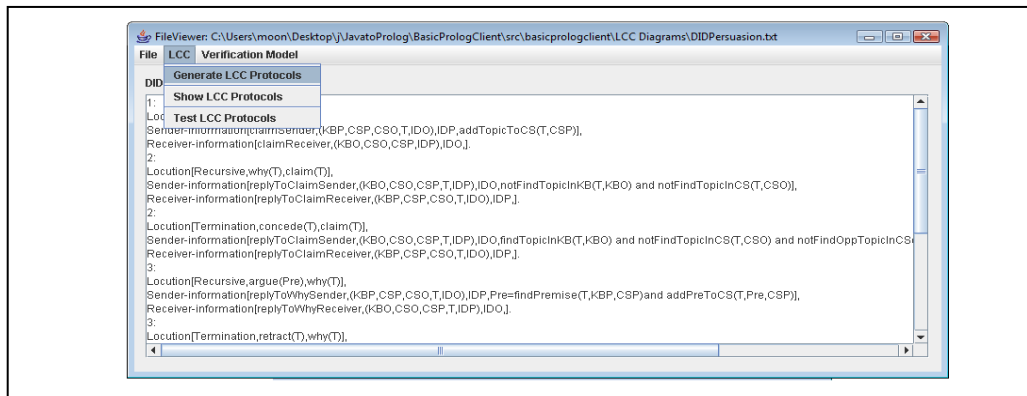 FileViewer: C:\Users\moon\Desktop\j\JavatoProlog\BasicPrologClient\src\basicprologclient\LCC Diagrams\DIDPersuasion.txt
File LCC Verification Model
Generate LCC Protocols
DID
Show LCC Protocols
1:
Test LCC Protocols
Loc
Sender-information[claimSender,(KBP,CSP,CSO,T,IDO),IDP,addTopicToCS(T,CSP)],
Receiver-information[claimReceiver,(KBO,CSO,CSP,IDP),IDO,].
2:
Locution[Recursive,why(T),claim(T)],
Sender-information[replyToClaimSender,(KBO,CSO,CSP,T,IDP),IDO,notFindTopicInKB(T,KBO) and notFindTopicInCS(T,CSO)],
Receiver-information[replyToClaimReceiver,(KBP,CSP,CSO,T,IDO),IDP,].
2:
Locution[Termination,concede(T),claim(T)],
Sender-information[replyToClaimSender,(KBO,CSO,CSP,T,IDP),IDO,findTopicInKB(T,KBO) and notFindTopicInCS(T,CSO) and notFindOppTopicInCS
Receiver-information[replyToClaimReceiver,(KBP,CSP,CSO,T,IDO),IDP,].
3:
Locution[Recursive,argue(Pre),why(T)],
Sender-information[replyToWhySender,(KBP,CSP,CSO,T,IDO),IDP,Pre=findPremise(T,KBP,CSP)and addPreToCS(T,Pre,CSP)],
Receiver-information[replyToWhyReceiver,(KBO,CSO,CSP,T,IDP),IDO,].
3:
Locution[Termination,retract(T),why(T)],